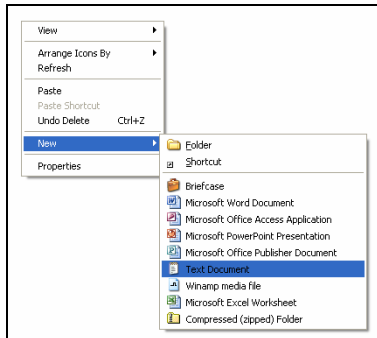 View
Arrange Icons By
Refresh
Paste
Paste Shortcut
Undo Delete Ctrl+Z
New
Properties
Folder
Shortcut
Briefcase
Microsoft Word Document
Microsoft Office Access Application
Microsoft PowerPoint Presentation
Microsoft Office Publisher Document
Text Document
Winamp media file
Microsoft Excel Worksheet
Compressed (zipped) Folder